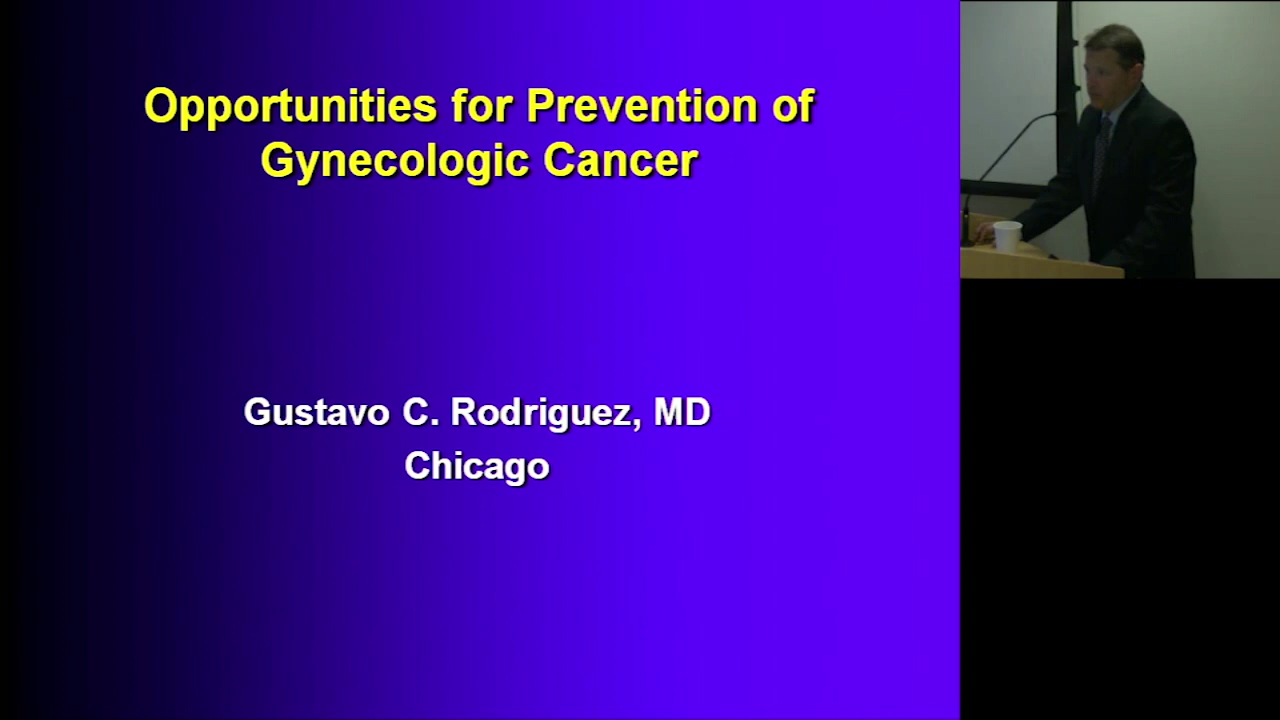 Opportunities for Prevention of
Gynecologic Cancer
Gustavo C. Rodriguez, MD
Chicago